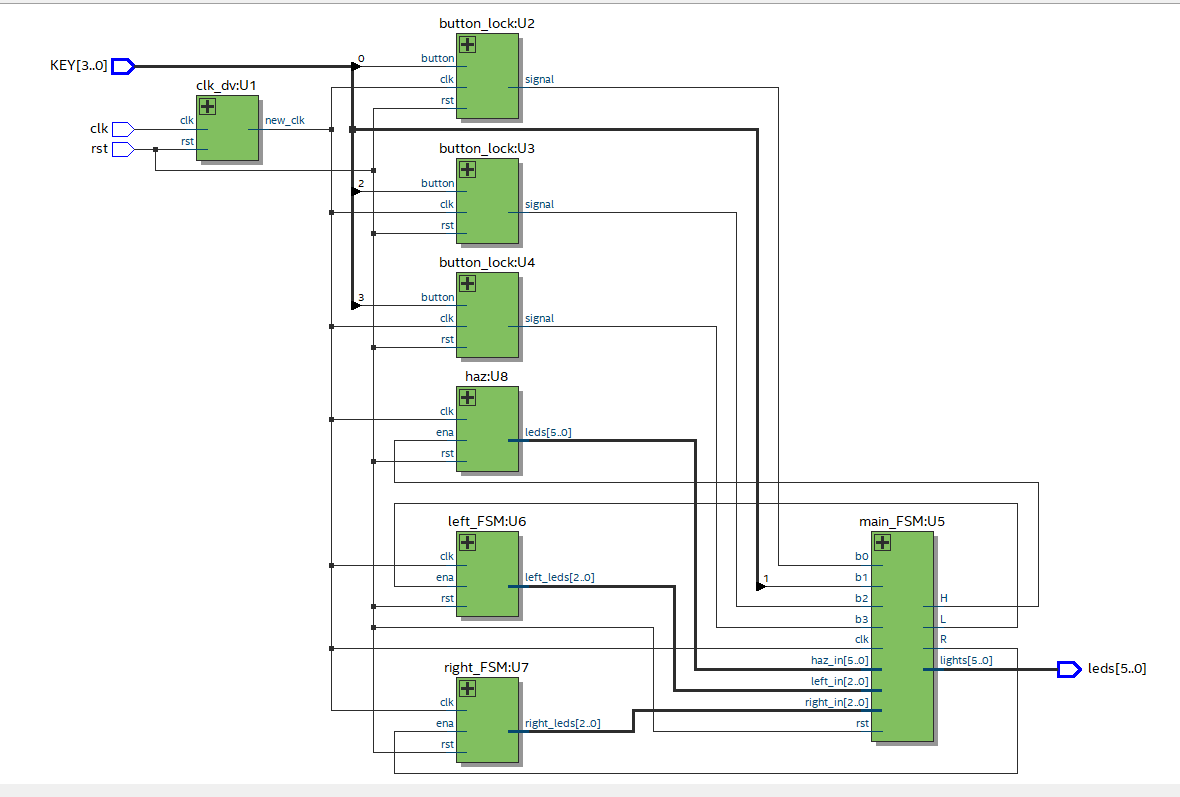 button_lock:U2
KEY[3..0]
0
button
clk
rst
signal
clk_dv:U1
clk
rst
clk
rst
new_clk
button_lock:U3
2
button
clk
rst
signal
button_lock:U4
3
button
clk
rst
signal
haz:U8
clk
ena
rst
leds[5..0]
left_FSM:U6
clk
ena
rst
left_leds[2..0]
right_FSM:U7
clk
ena
rst
right_leds[2..0]
main_FSM:U5
b0
1
b1
b2
b3
clk
haz_in[5..0]
left_in[2..0]
right_in[2..0]
rst
H
L
R
lights[5..0]
leds[5..0]